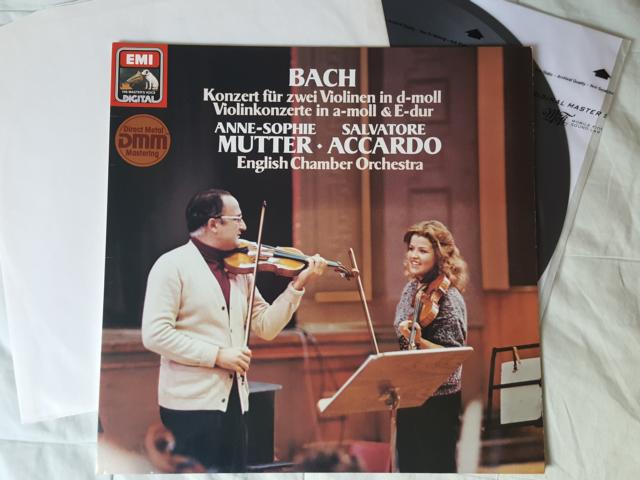 EMI
HIS MASTER'S VOICE
DIGITAL
BACH
Konzert für zwei Violinen in d-moll
Violinkonzerte in a-moll & E-dur
ANNE-SOPHIE SALVATORE
MUTTER · ACCARDO
English Chamber Orchestra
Direct Metal
DMM
Mastering